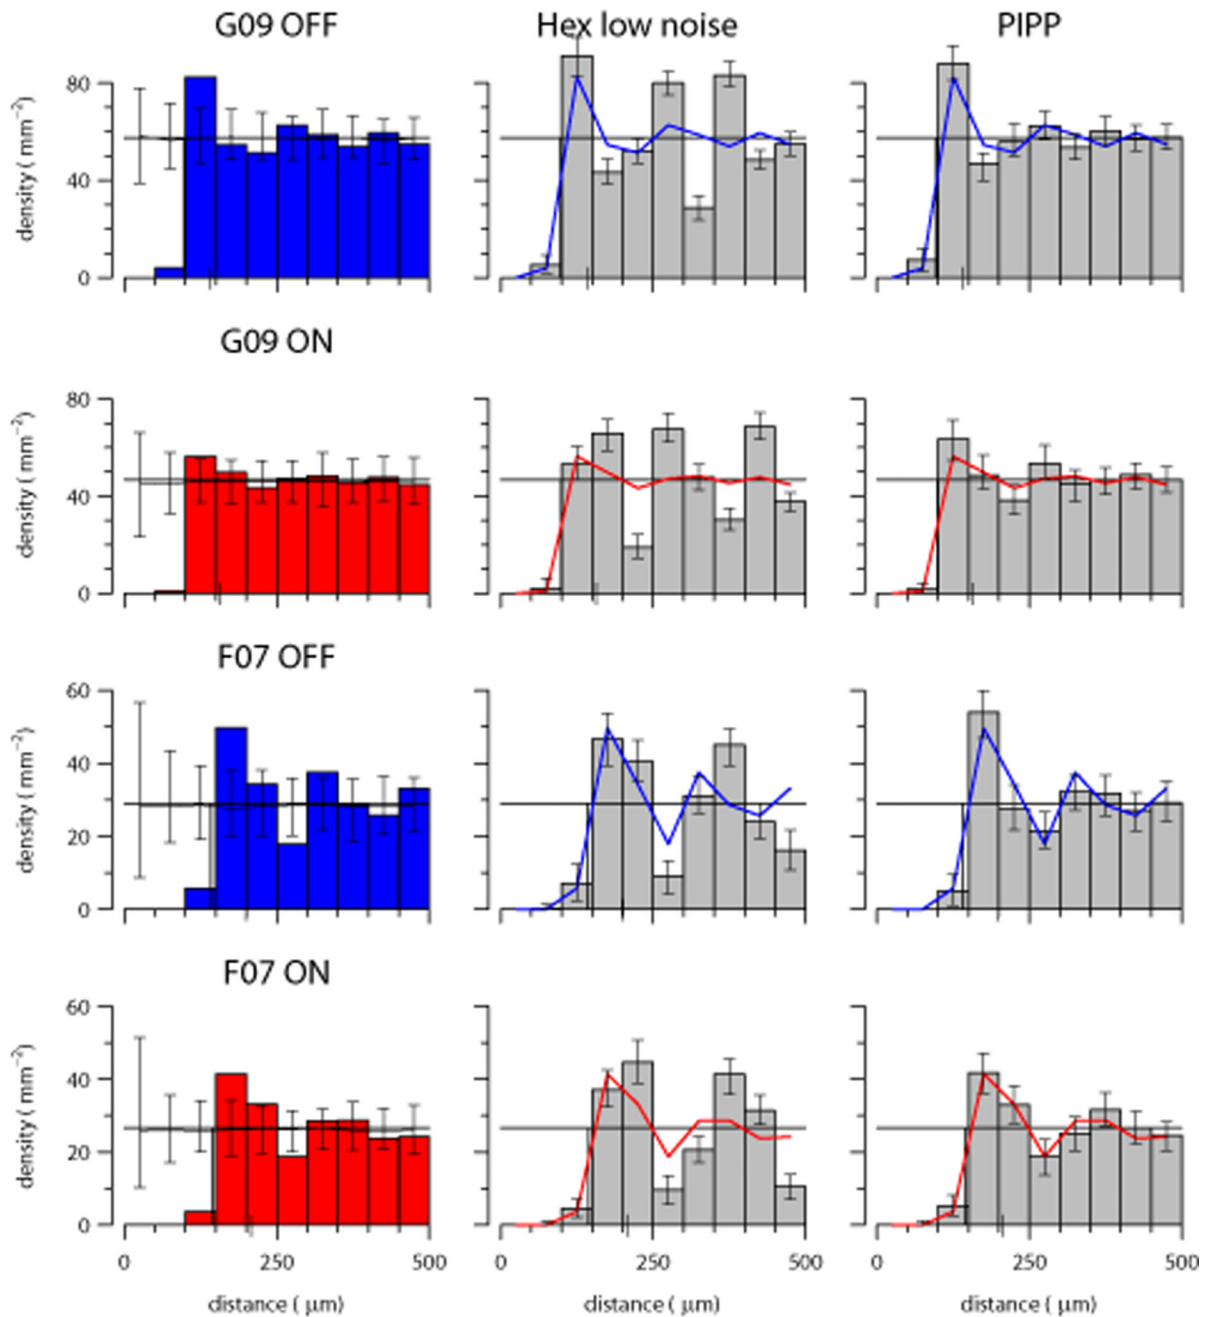 G09 OFF Hex low noise PIPP
80
40
0
density ( mm⁻²)
G09 ON
80
40
0
density ( mm⁻²)
F07 OFF
60
40
20
0
density ( mm⁻²)
F07 ON
60
40
20
0
density ( mm⁻²)
0 250 500 0 250 500 0 250 500
distance ( μm) distance ( μm) distance ( μm)